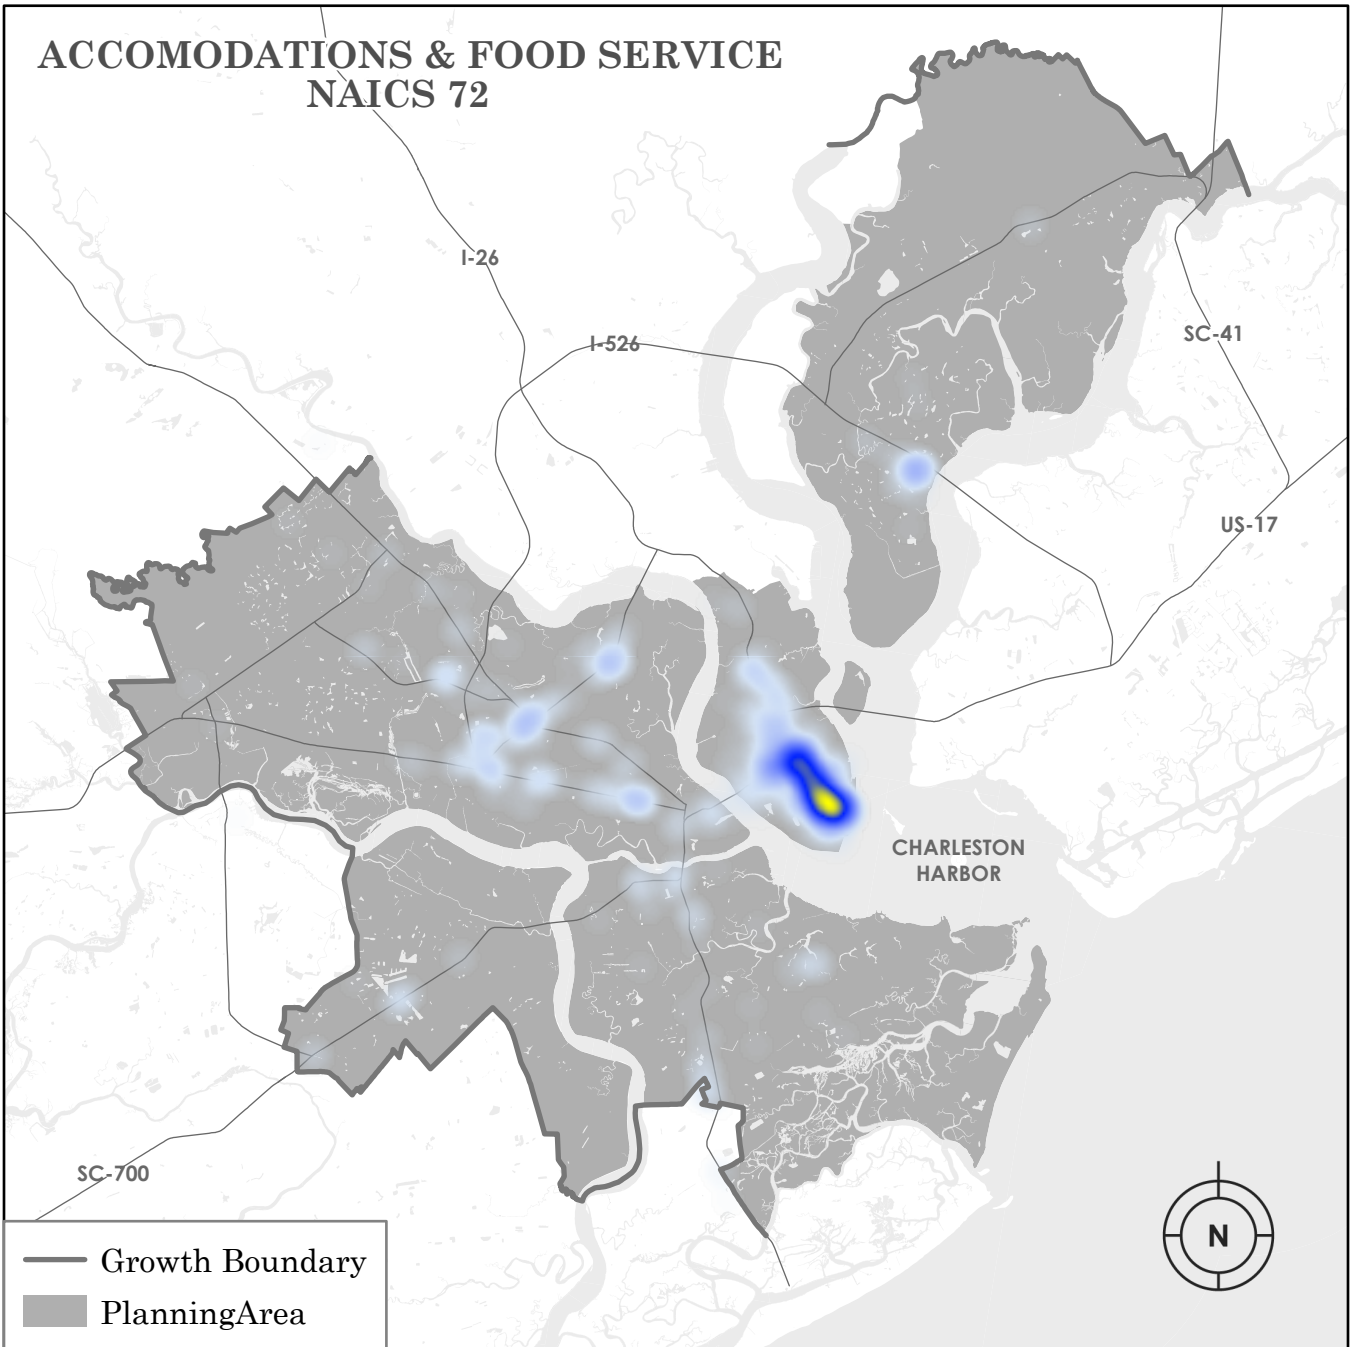 ACCOMODATIONS & FOOD SERVICE
NAICS 72
I-26
I-526
SC-41
US-17
CHARLESTON
HARBOR
SC-700
N
Growth Boundary
PlanningArea